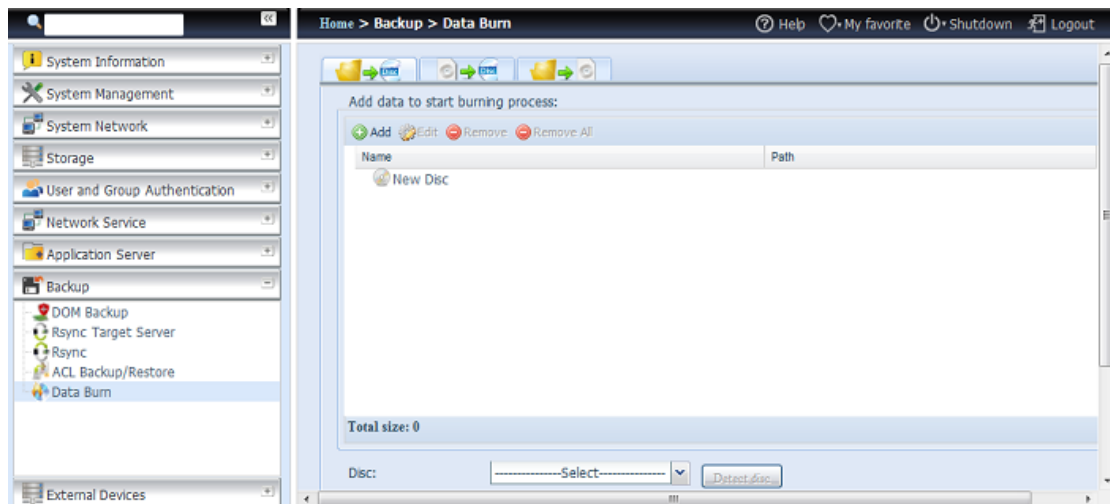 Home > Backup > Data Burn
Help
My favorite
Shutdown
Logout
System Information
System Management
System Network
Storage
User and Group Authentication
Network Service
Application Server
Backup
DOM Backup
Rsync Target Server
Rsync
ACL Backup/Restore
Data Burn
External Devices
Add data to start burning process:
Add Edit Remove Remove All
Name Path
New Disc
Total size: 0
Disc: ---------------Select--------------- Detect disc